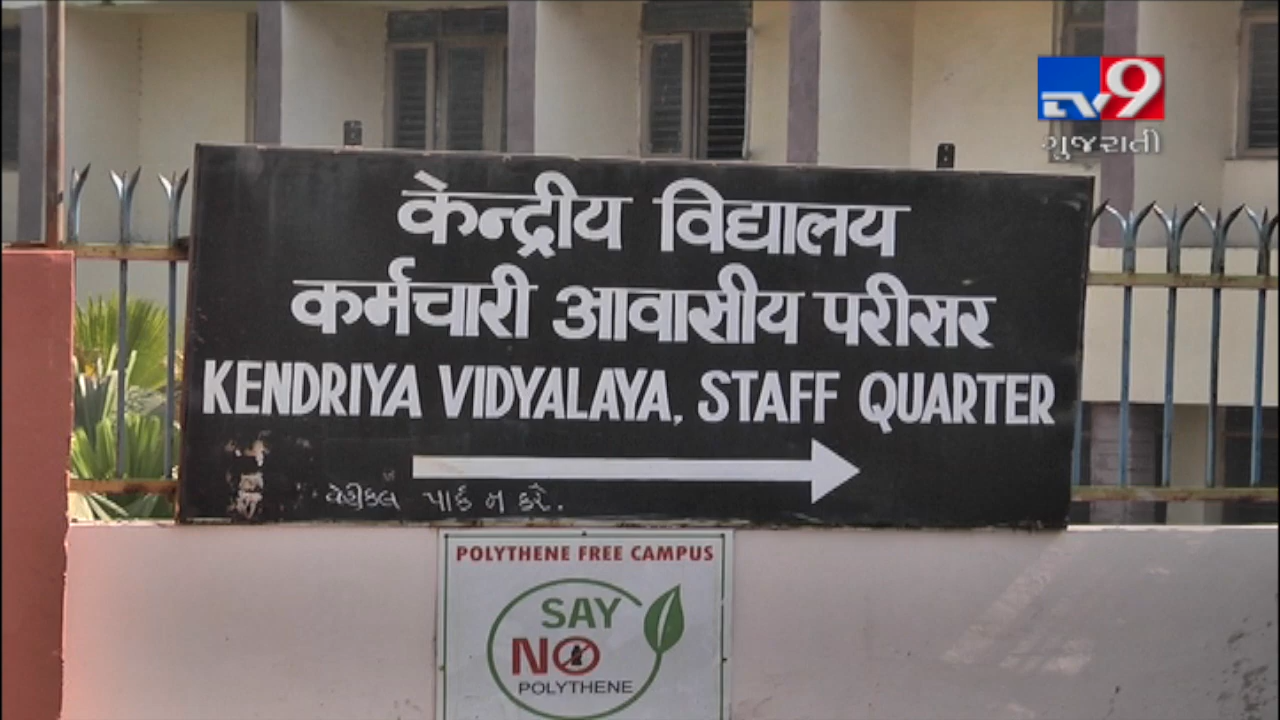 TV9
ગુજરાતી
केन्द्रीय विद्यालय
कर्मचारी आवासीय परीसर
KENDRIYA VIDYALAYA, STAFF QUARTER
વેહીકલ પાર્ક ન કરે.
POLYTHENE FREE CAMPUS
SAY
NO
POLYTHENE